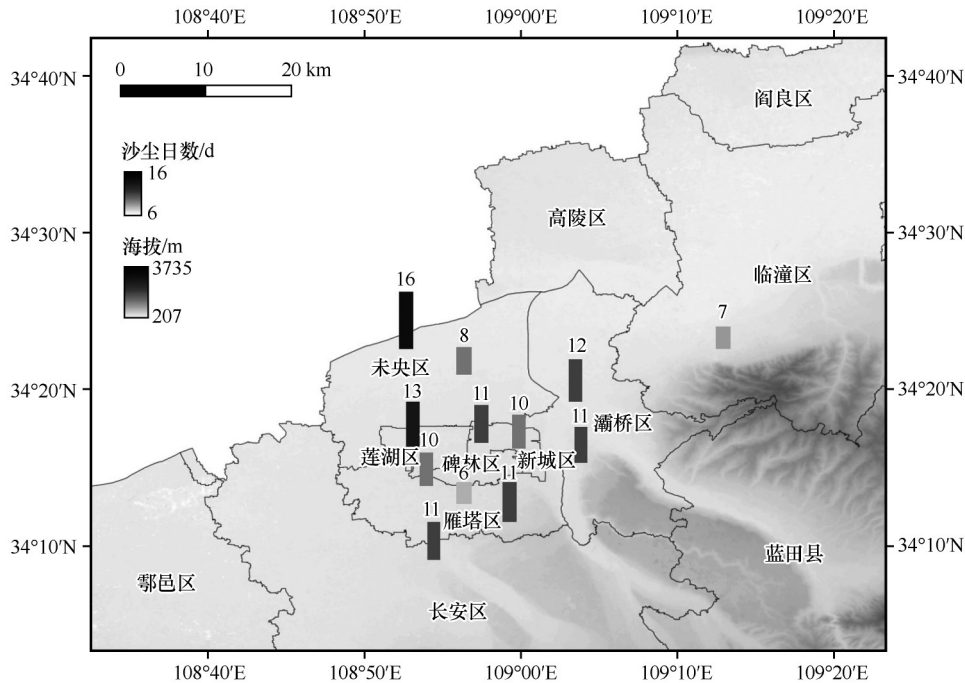 108°40′E 108°50′E 109°00′E 109°10′E 109°20′E
34°40′N 34°40′N
0 10 20 km
阎良区
沙尘日数/d
16
6
34°30′N 34°30′N
高陵区
海拔/m
3735
207
临潼区
16
7
8
12
未央区
34°20′N 34°20′N
13
11
10
11
灞桥区
10
莲湖区
碑林区
新城区
6
11
11
雁塔区
34°10′N 34°10′N
蓝田县
鄠邑区
长安区
108°40′E 108°50′E 109°00′E 109°10′E 109°20′E